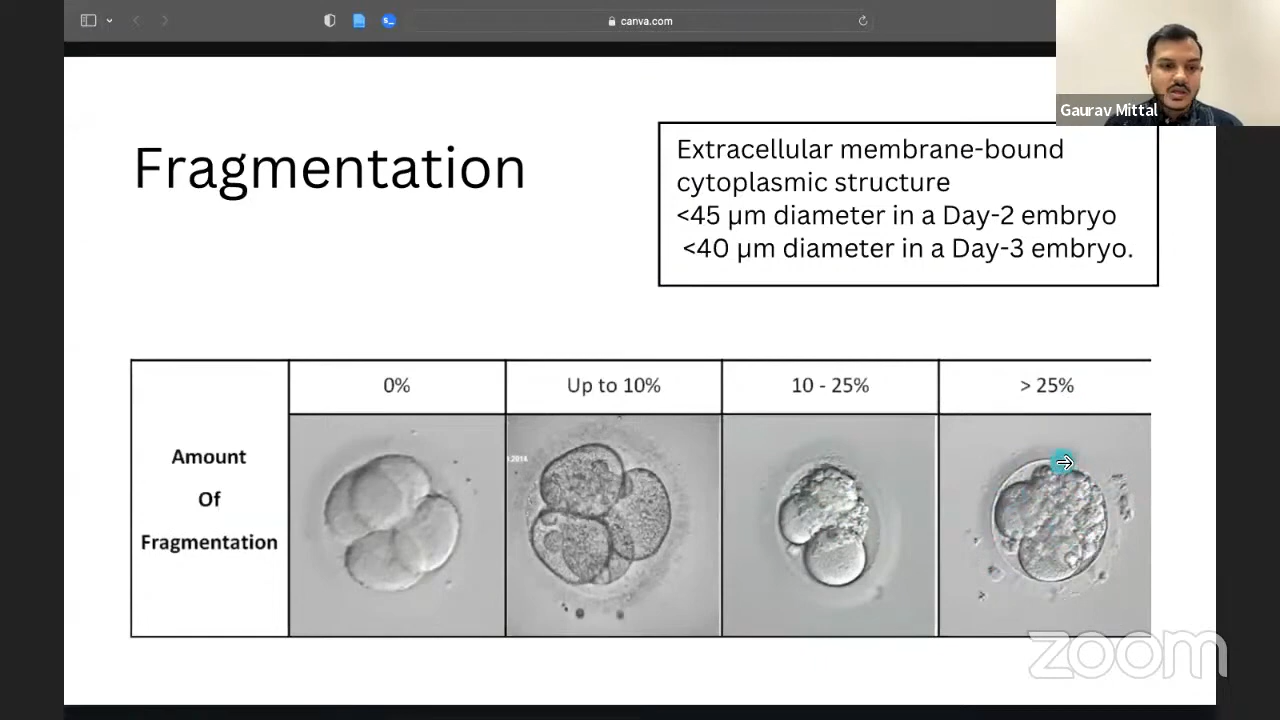 canva.com
Gaurav Mittal
Fragmentation
Extracellular membrane-bound
cytoplasmic structure
<45 µm diameter in a Day-2 embryo
<40 µm diameter in a Day-3 embryo.
0%
Up to 10%
10 - 25%
> 25%
Amount
Of
Fragmentation
zoom